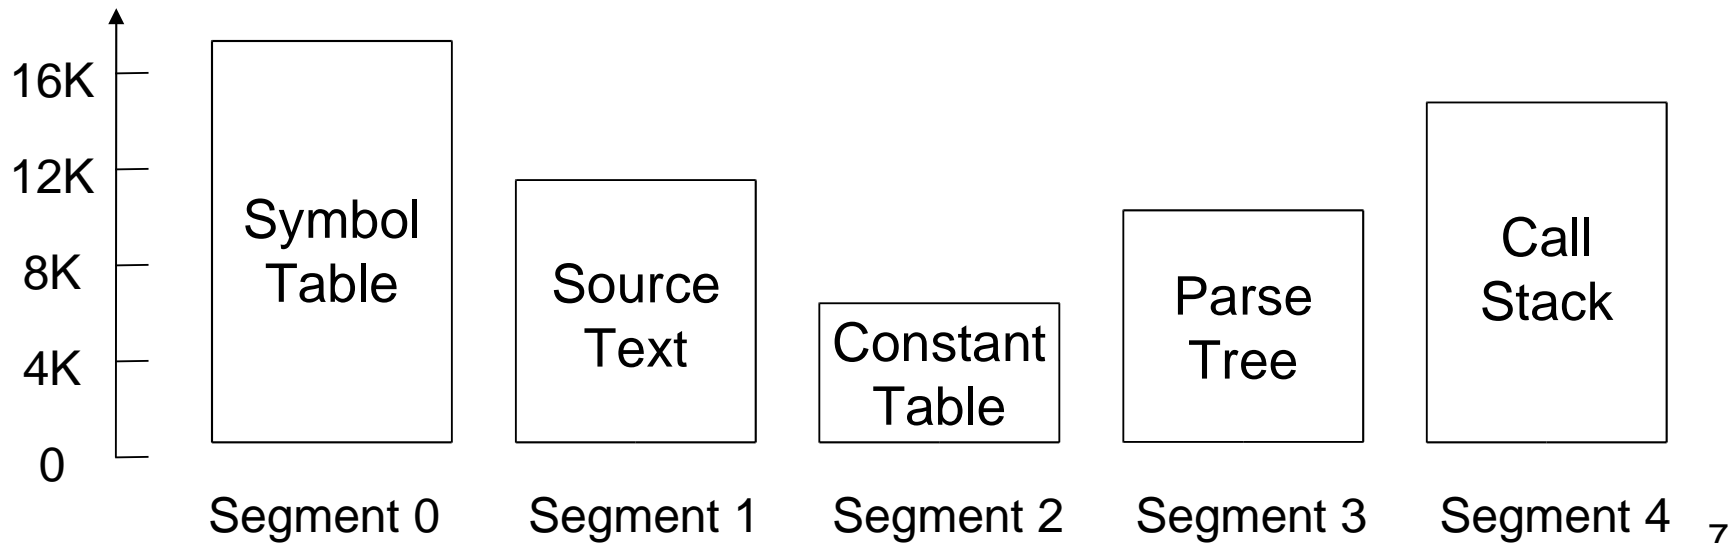 16K
12K
8K
4K
0
Symbol
Table
Source
Text
Constant
Table
Parse
Tree
Call
Stack
Segment 0
Segment 1
Segment 2
Segment 3
Segment 4
7